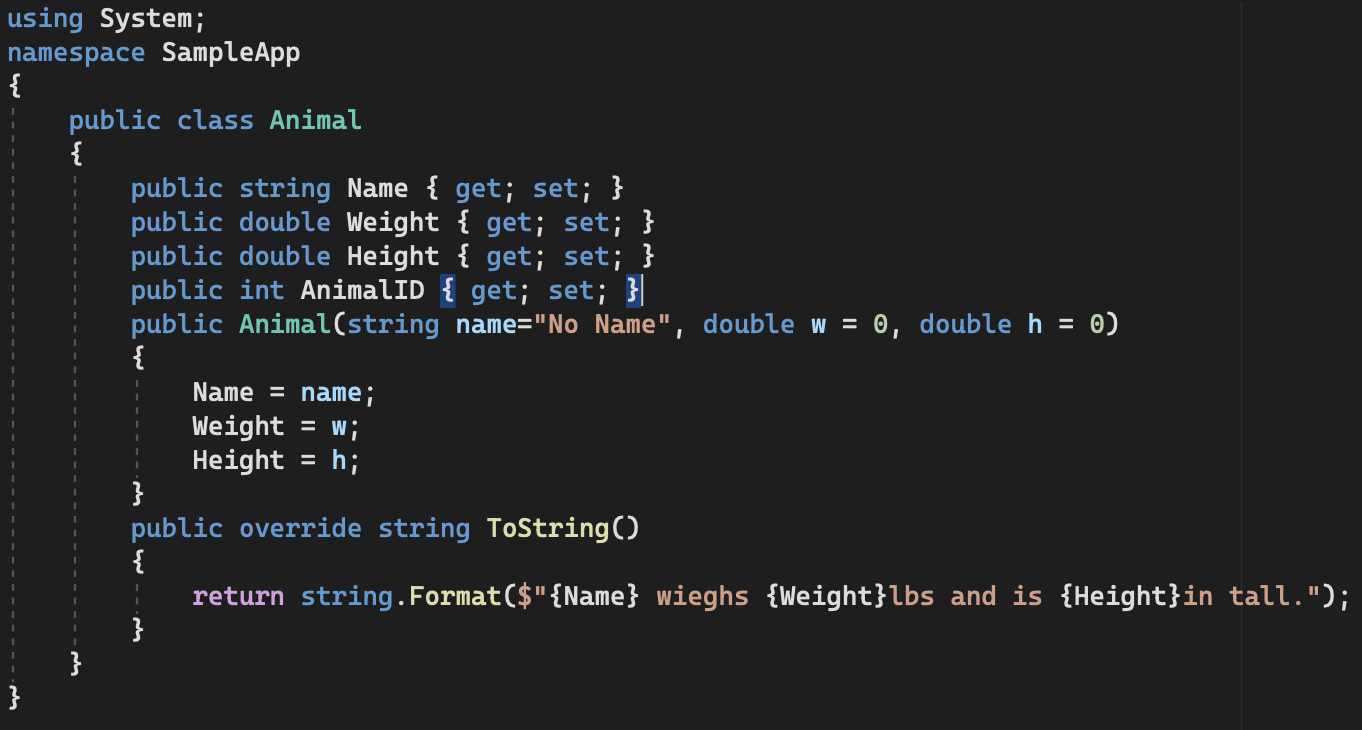 using System;
namespace SampleApp
{
    public class Animal
    {
        public string Name { get; set; }
        public double Weight { get; set; }
        public double Height { get; set; }
        public int AnimalID { get; set; }
        public Animal(string name="No Name", double w = 0, double h = 0)
        {
            Name = name;
            Weight = w;
            Height = h;
        }
        public override string ToString()
        {
            return string.Format($"{Name} wieghs {Weight}lbs and is {Height}in tall.");
        }
    }
}